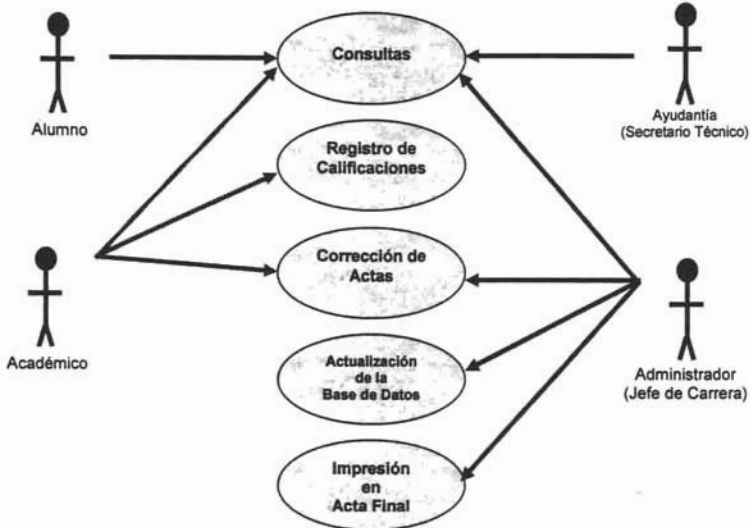 Consultas
Alumno
Ayudantía
(Secretario Técnico)
Registro de
Calificaciones
Corrección de
Actas
Académico
Administrador
(Jefe de Carrera)
Actualización
de la
Base de Datos
Impresión
en
Acta Final